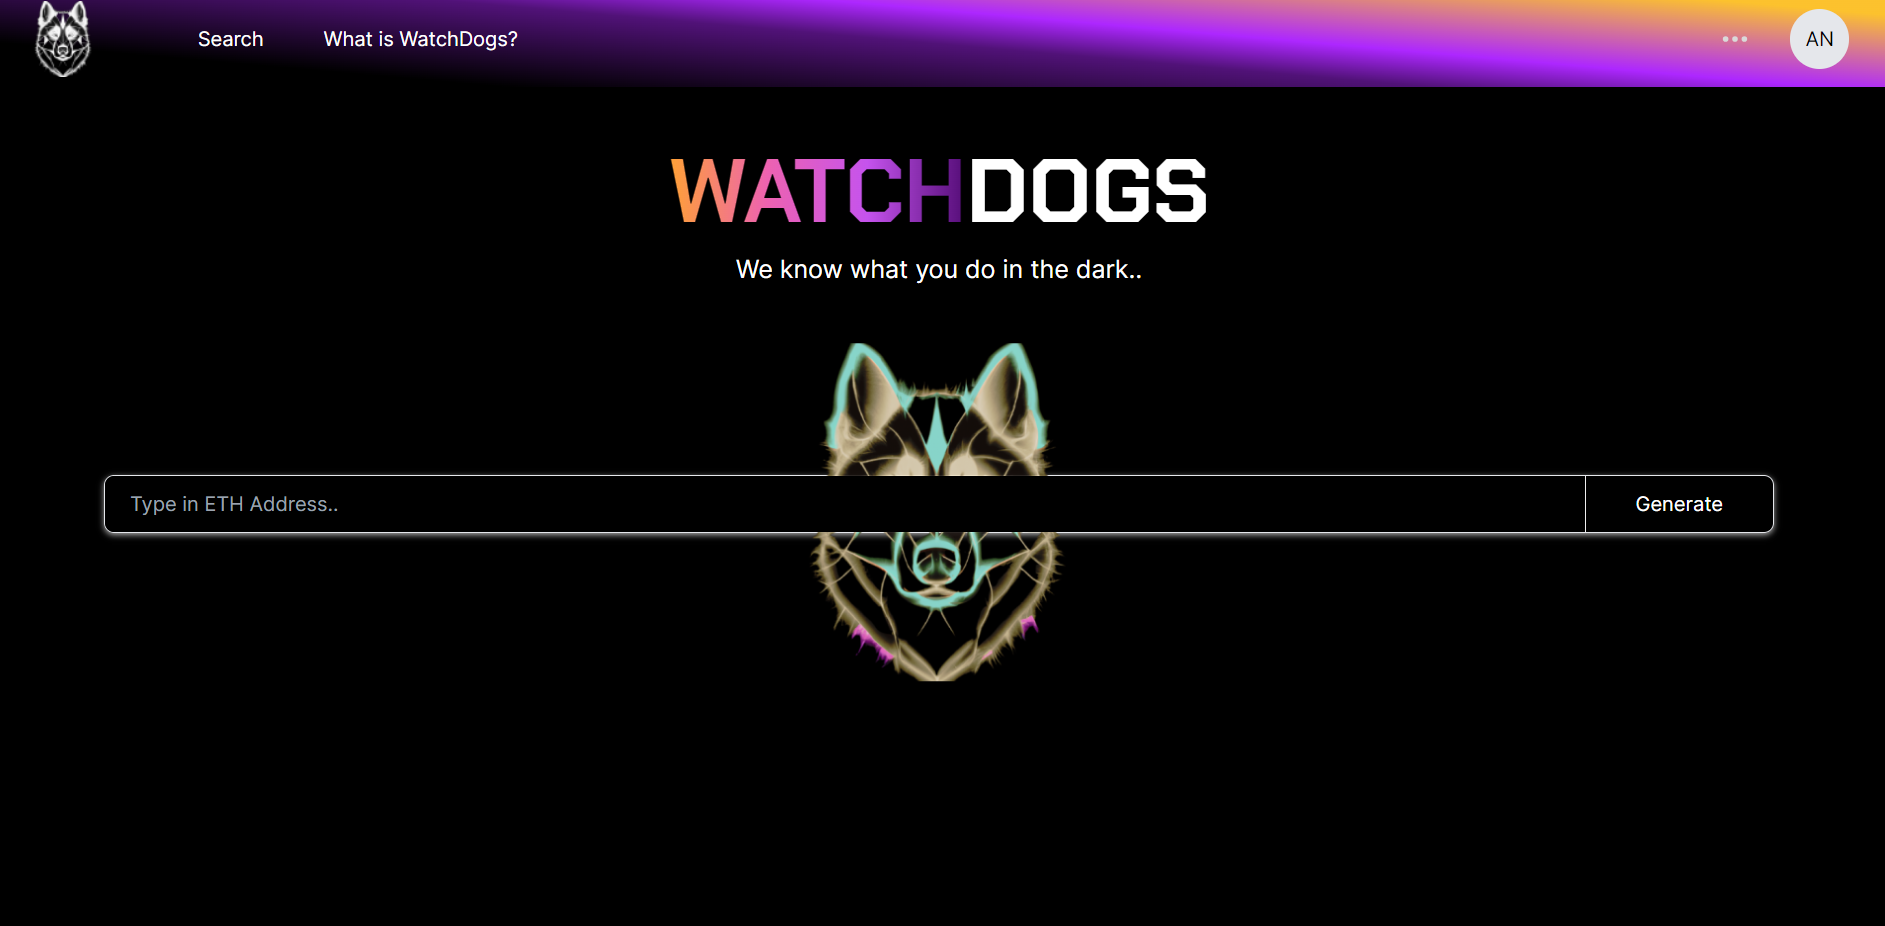 Search
What is WatchDogs?
AN
WATCHDOGS
We know what you do in the dark..
Type in ETH Address..
Generate